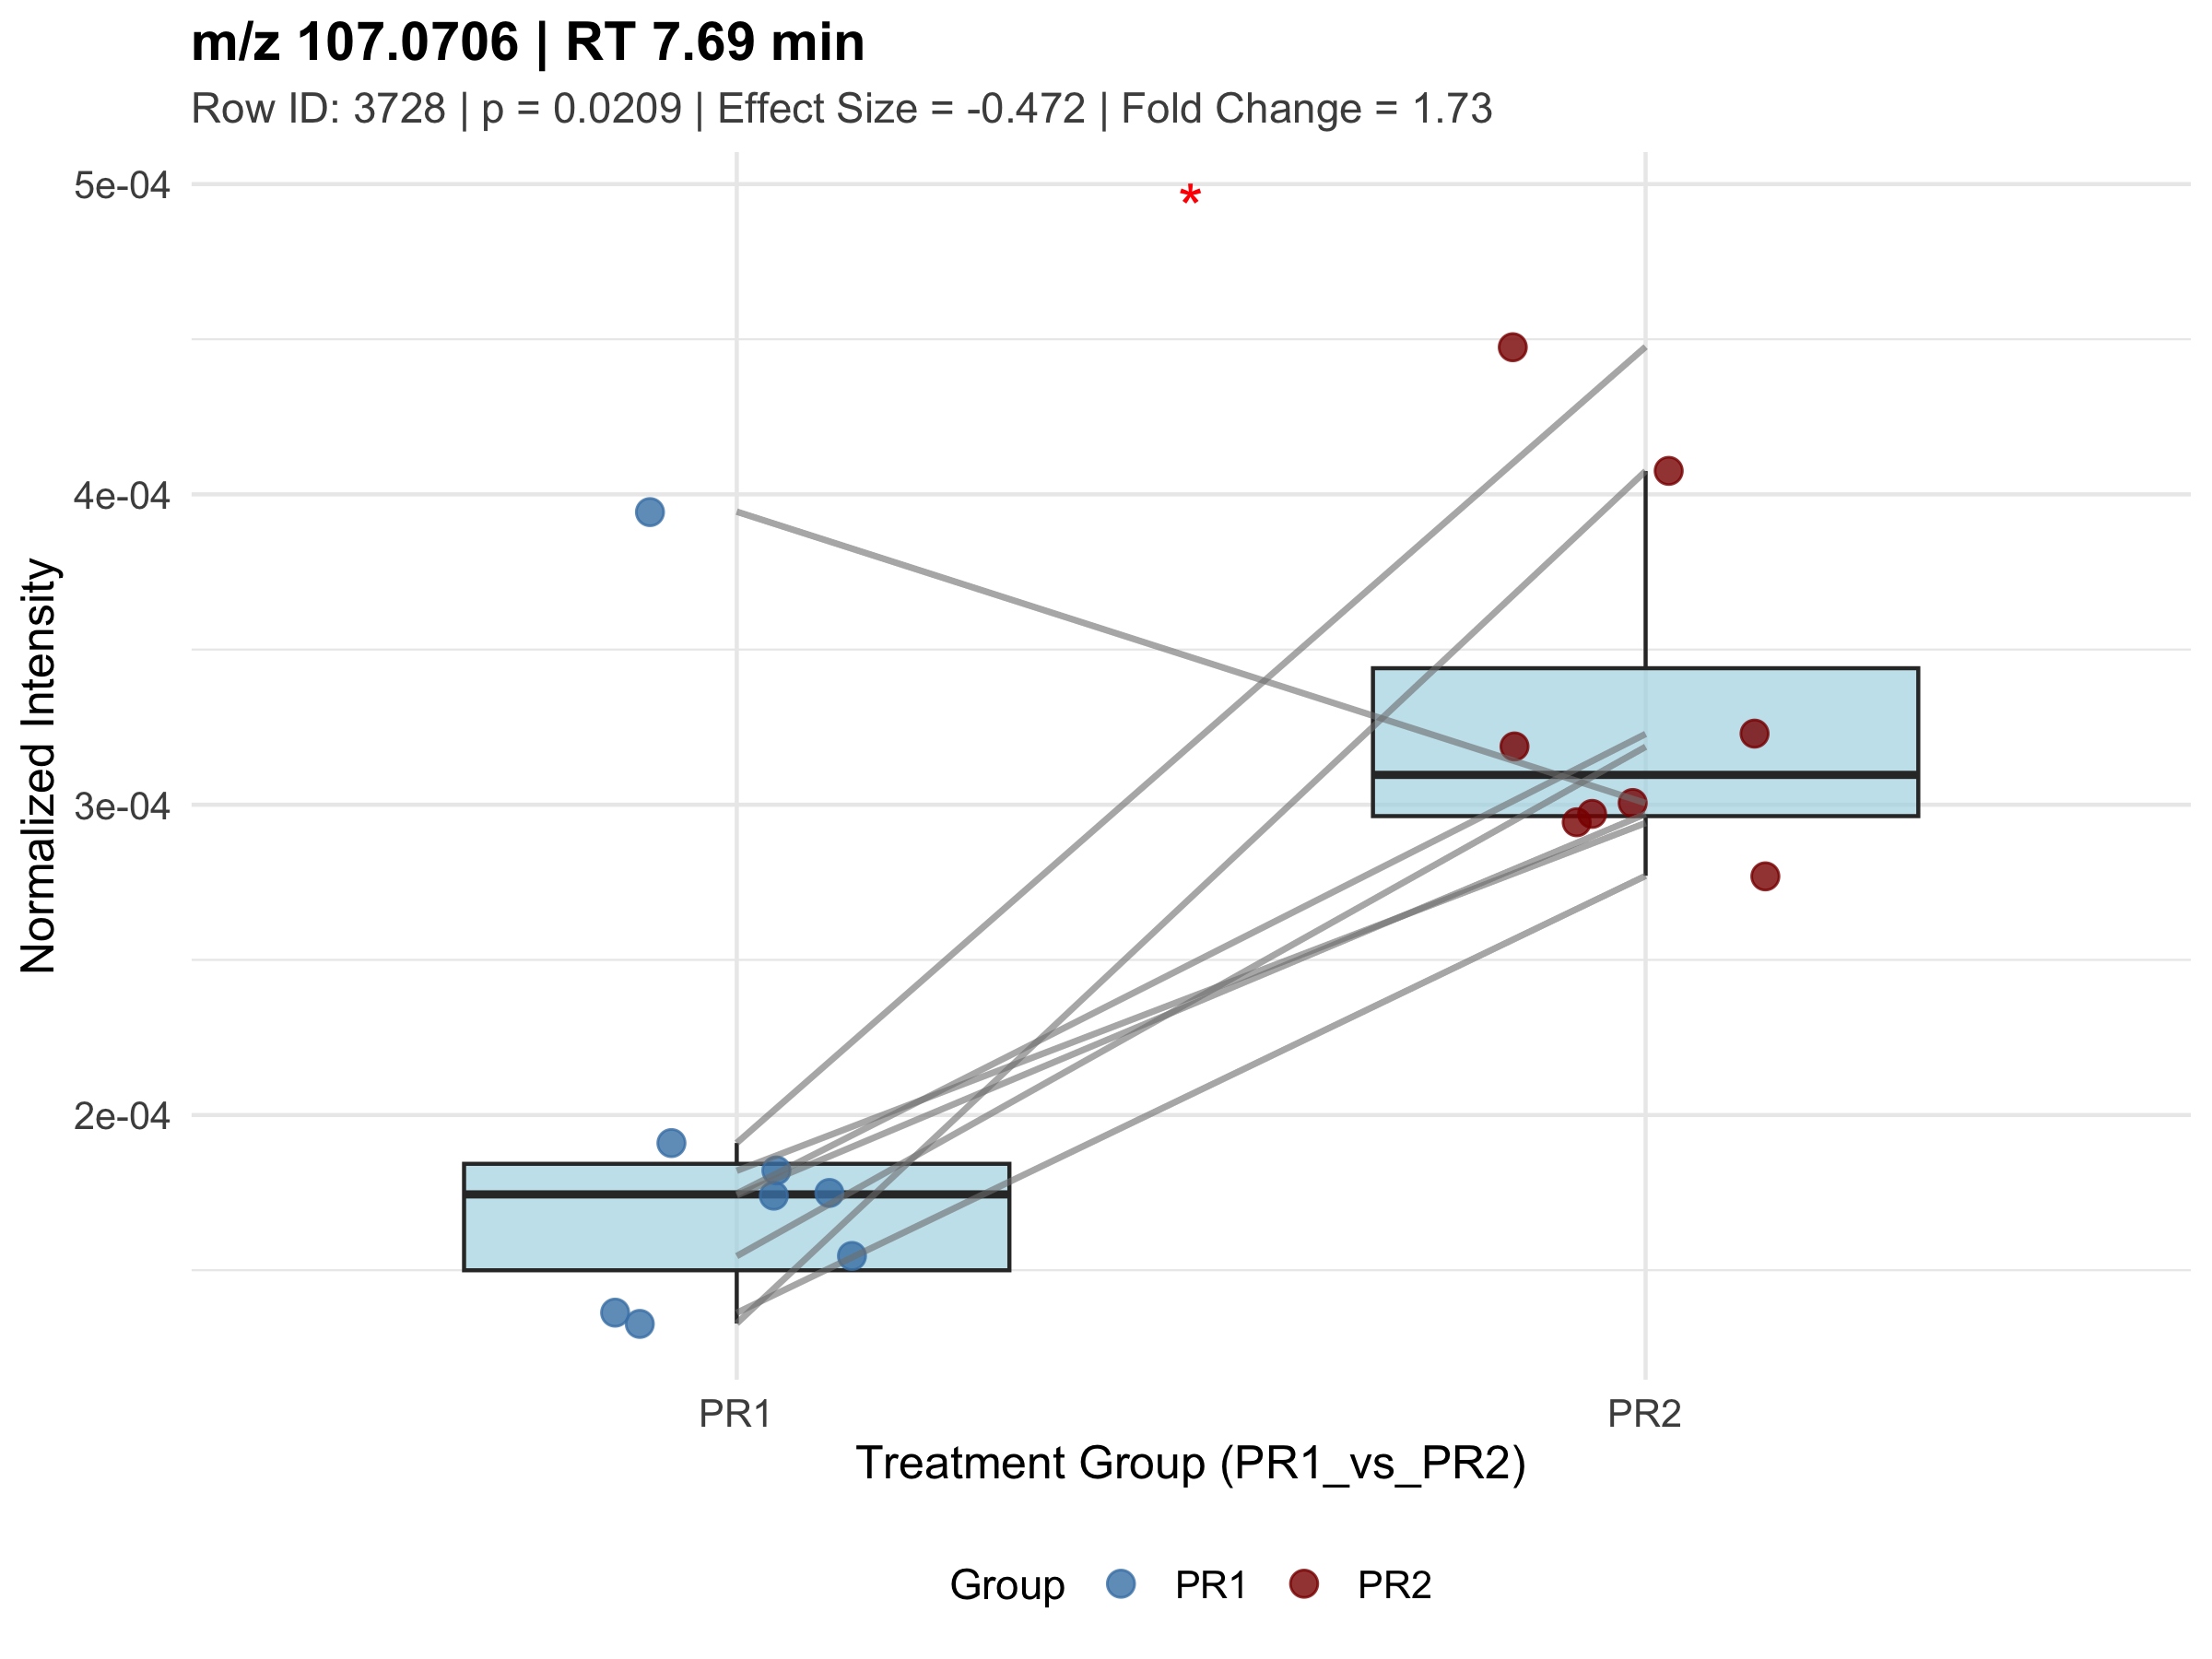 m/z 107.0706 | RT 7.69 min
Row ID: 3728 | p = 0.0209 | Effect Size = -0.472 | Fold Change = 1.73
*
5e-04
4e-04
3e-04
2e-04
Normalized Intensity
PR1
PR2
Treatment Group (PR1_vs_PR2)
Group PR1 PR2